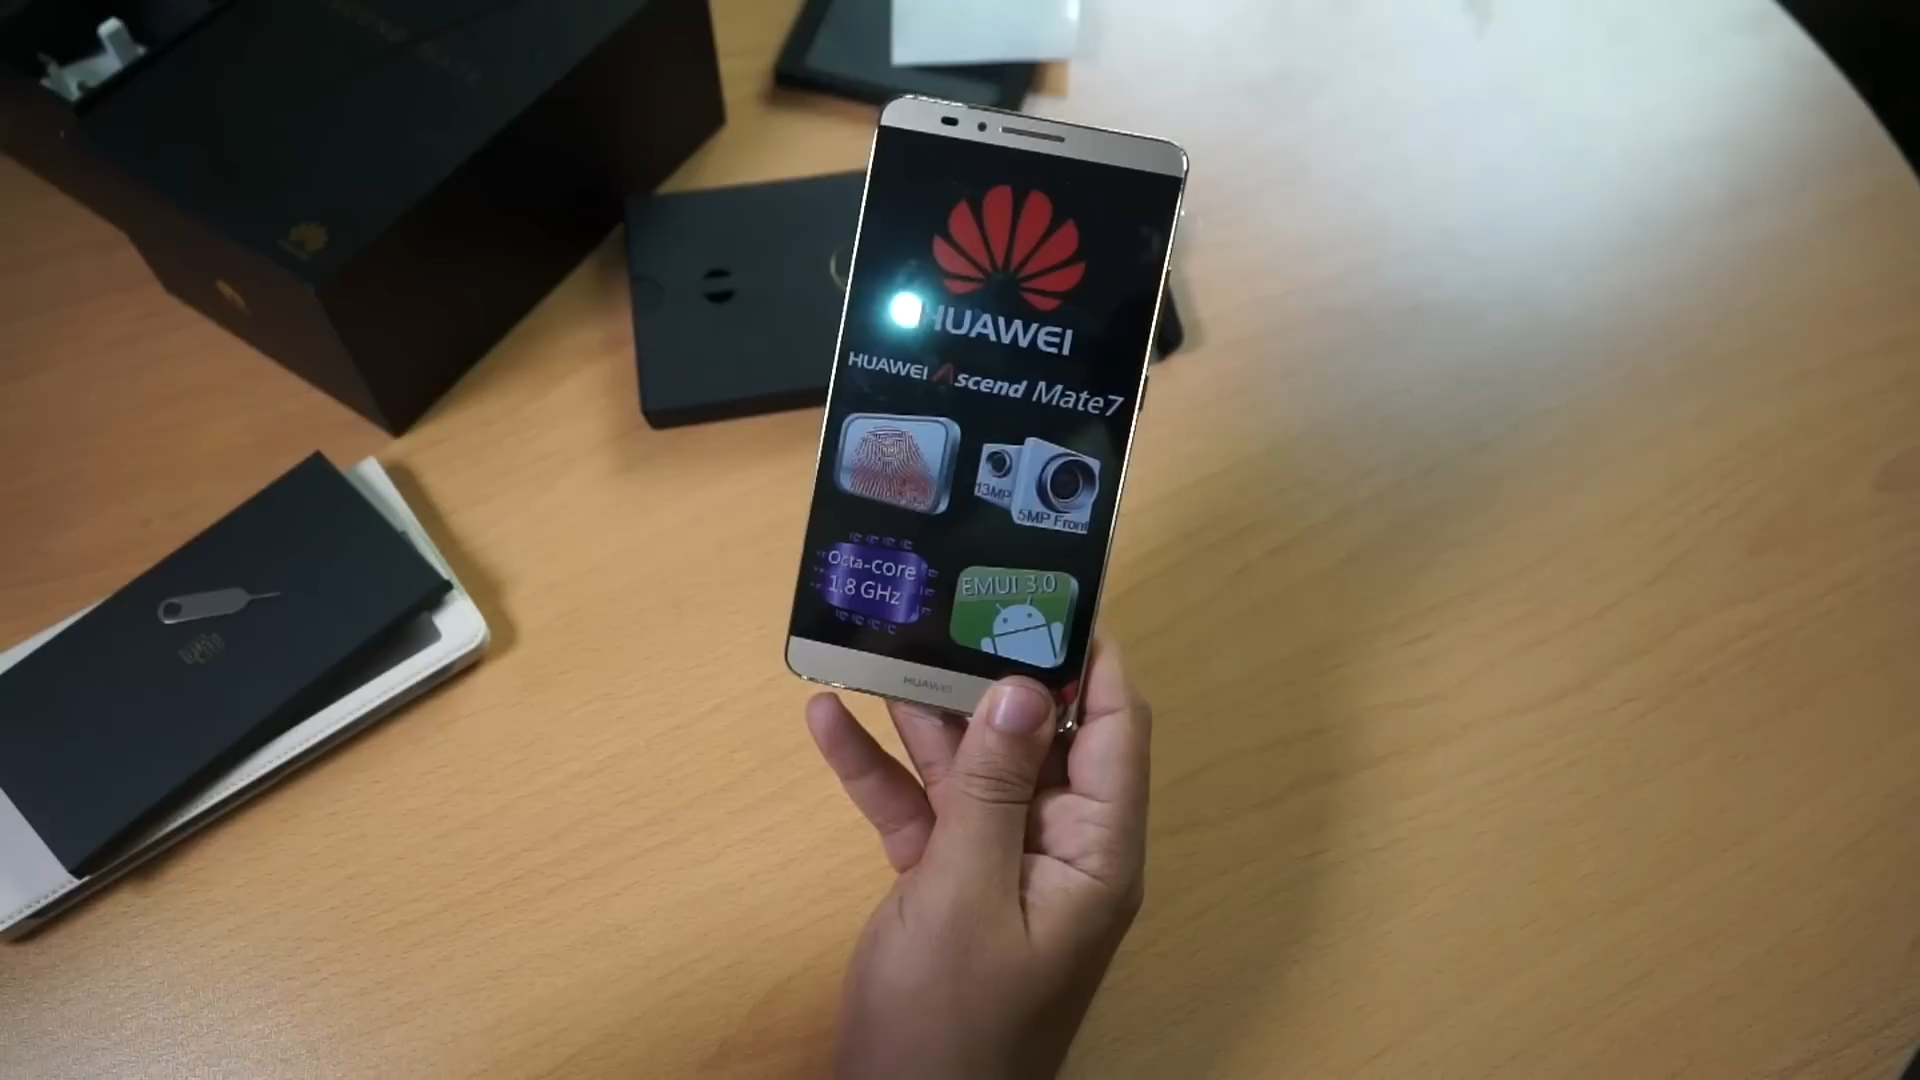 HUAWEI
HUAWEI Ascend Mate7
13MP
5MP Front
Octa-core
1.8 GHz
EMUI 3.0
HUAWEI